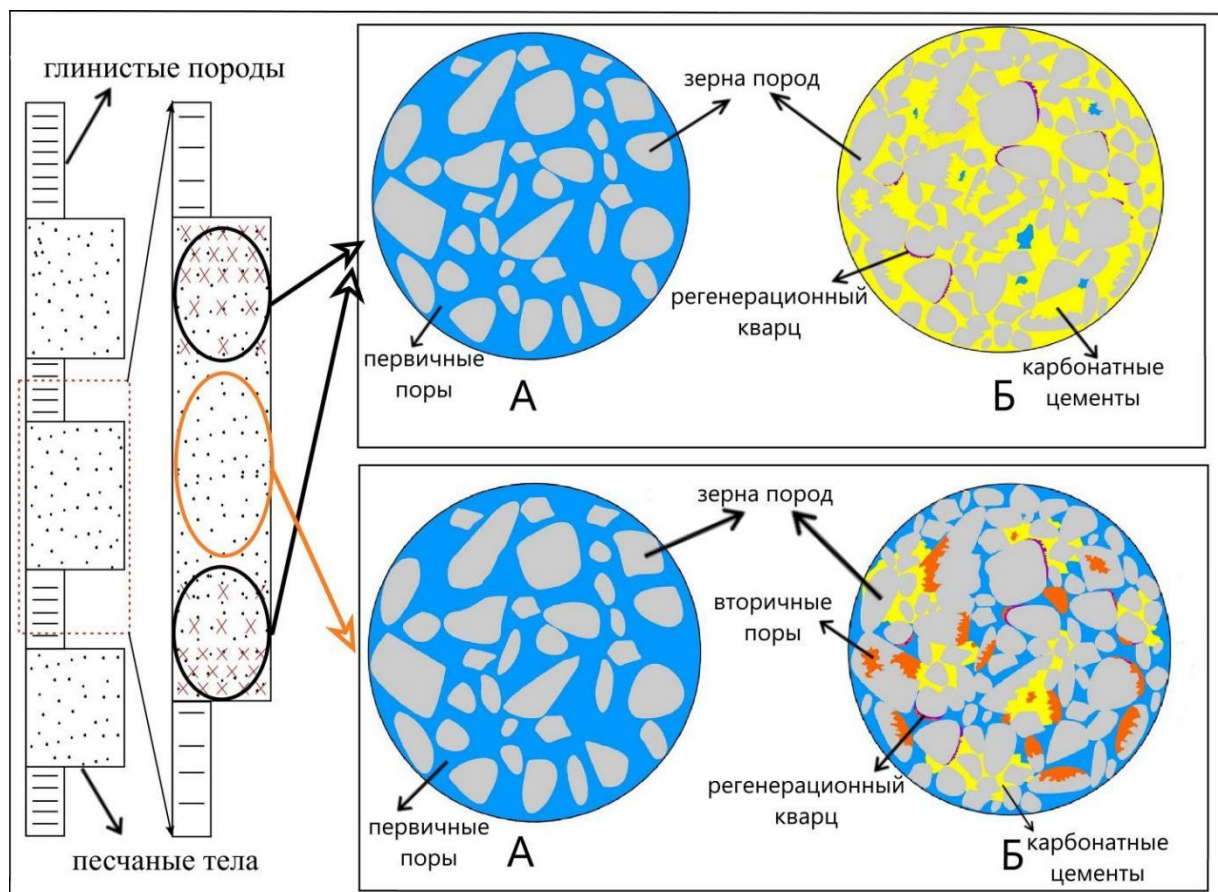 глинистые породы
песчаные тела
зерна пород
первичные
поры
А
регенерационный
кварц
Б
карбонатные
цементы
зерна пород
вторичные
поры
регенерационный
кварц
первичные
поры
А
Б
карбонатные
цементы